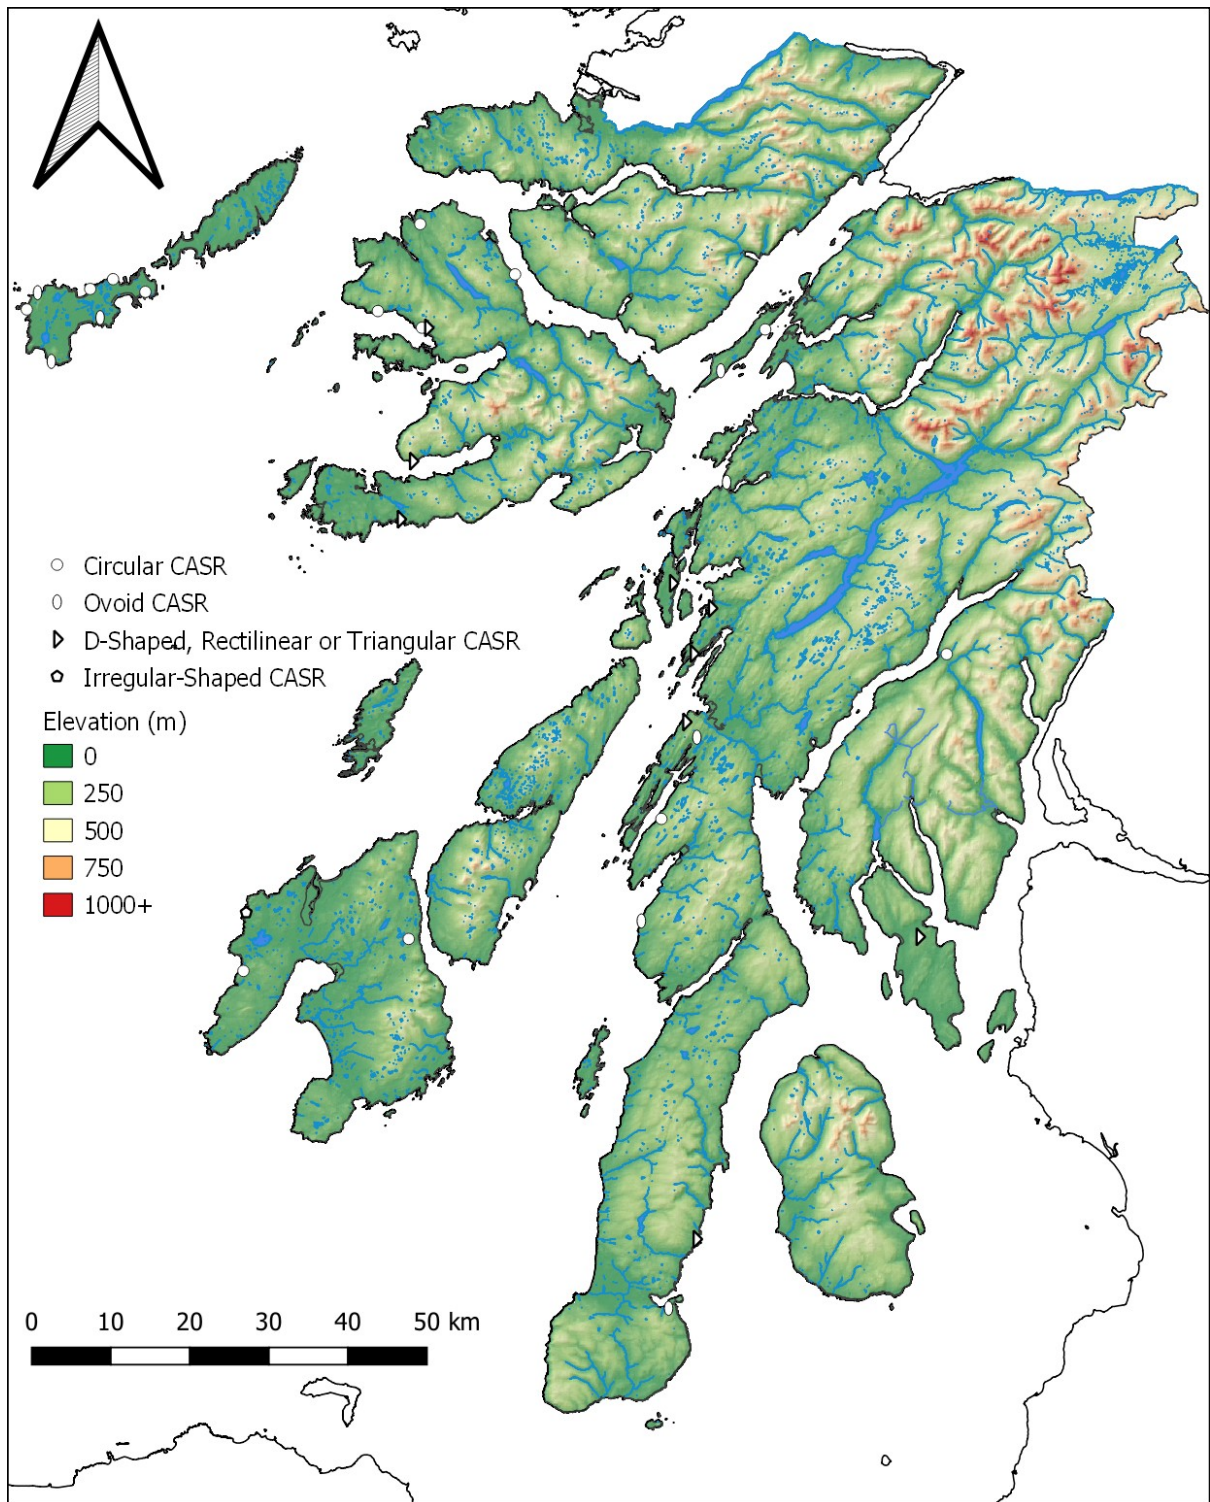 Circular CASR
Ovoid CASR
D-Shaped, Rectilinear or Triangular CASR
Irregular-Shaped CASR
Elevation (m)
0
250
500
750
1000+
0 10 20 30 40 50 km